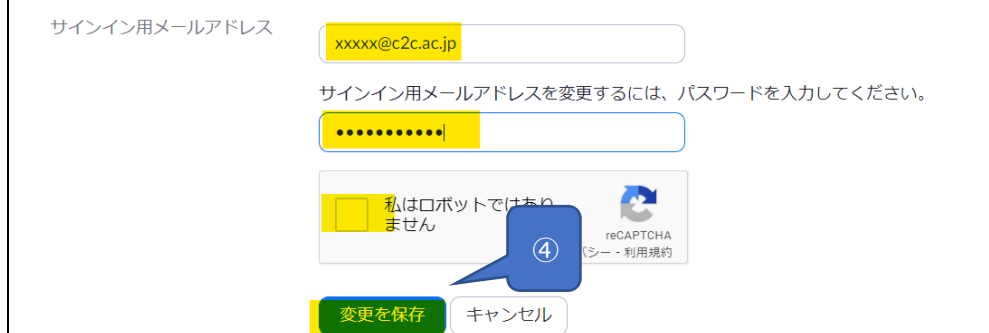 サインイン用メールアドレス
xxxxx@c2c.ac.jp
サインイン用メールアドレスを変更するには、パスワードを入力してください。
•••••••••••
私はロボットではあり
ません
reCAPTCHA
シー - 利用規約
④
変更を保存
キャンセル